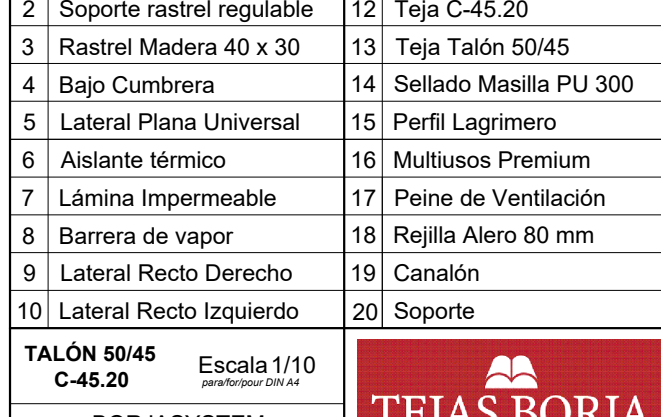 2 Soporte rastrel regulable
3 Rastrel Madera 40 x 30
4 Bajo Cumbrera
5 Lateral Plana Universal
6 Aislante térmico
7 Lámina Impermeable
8 Barrera de vapor
9 Lateral Recto Derecho
10 Lateral Recto Izquierdo
12 Teja C-45.20
13 Teja Talón 50/45
14 Sellado Masilla PU 300
15 Perfil Lagrimero
16 Multiusos Premium
17 Peine de Ventilación
18 Rejilla Alero 80 mm
19 Canalón
20 Soporte
TALÓN 50/45
C-45.20
Escala 1/10
para/for/pour DIN A4
TEJAS BORJA